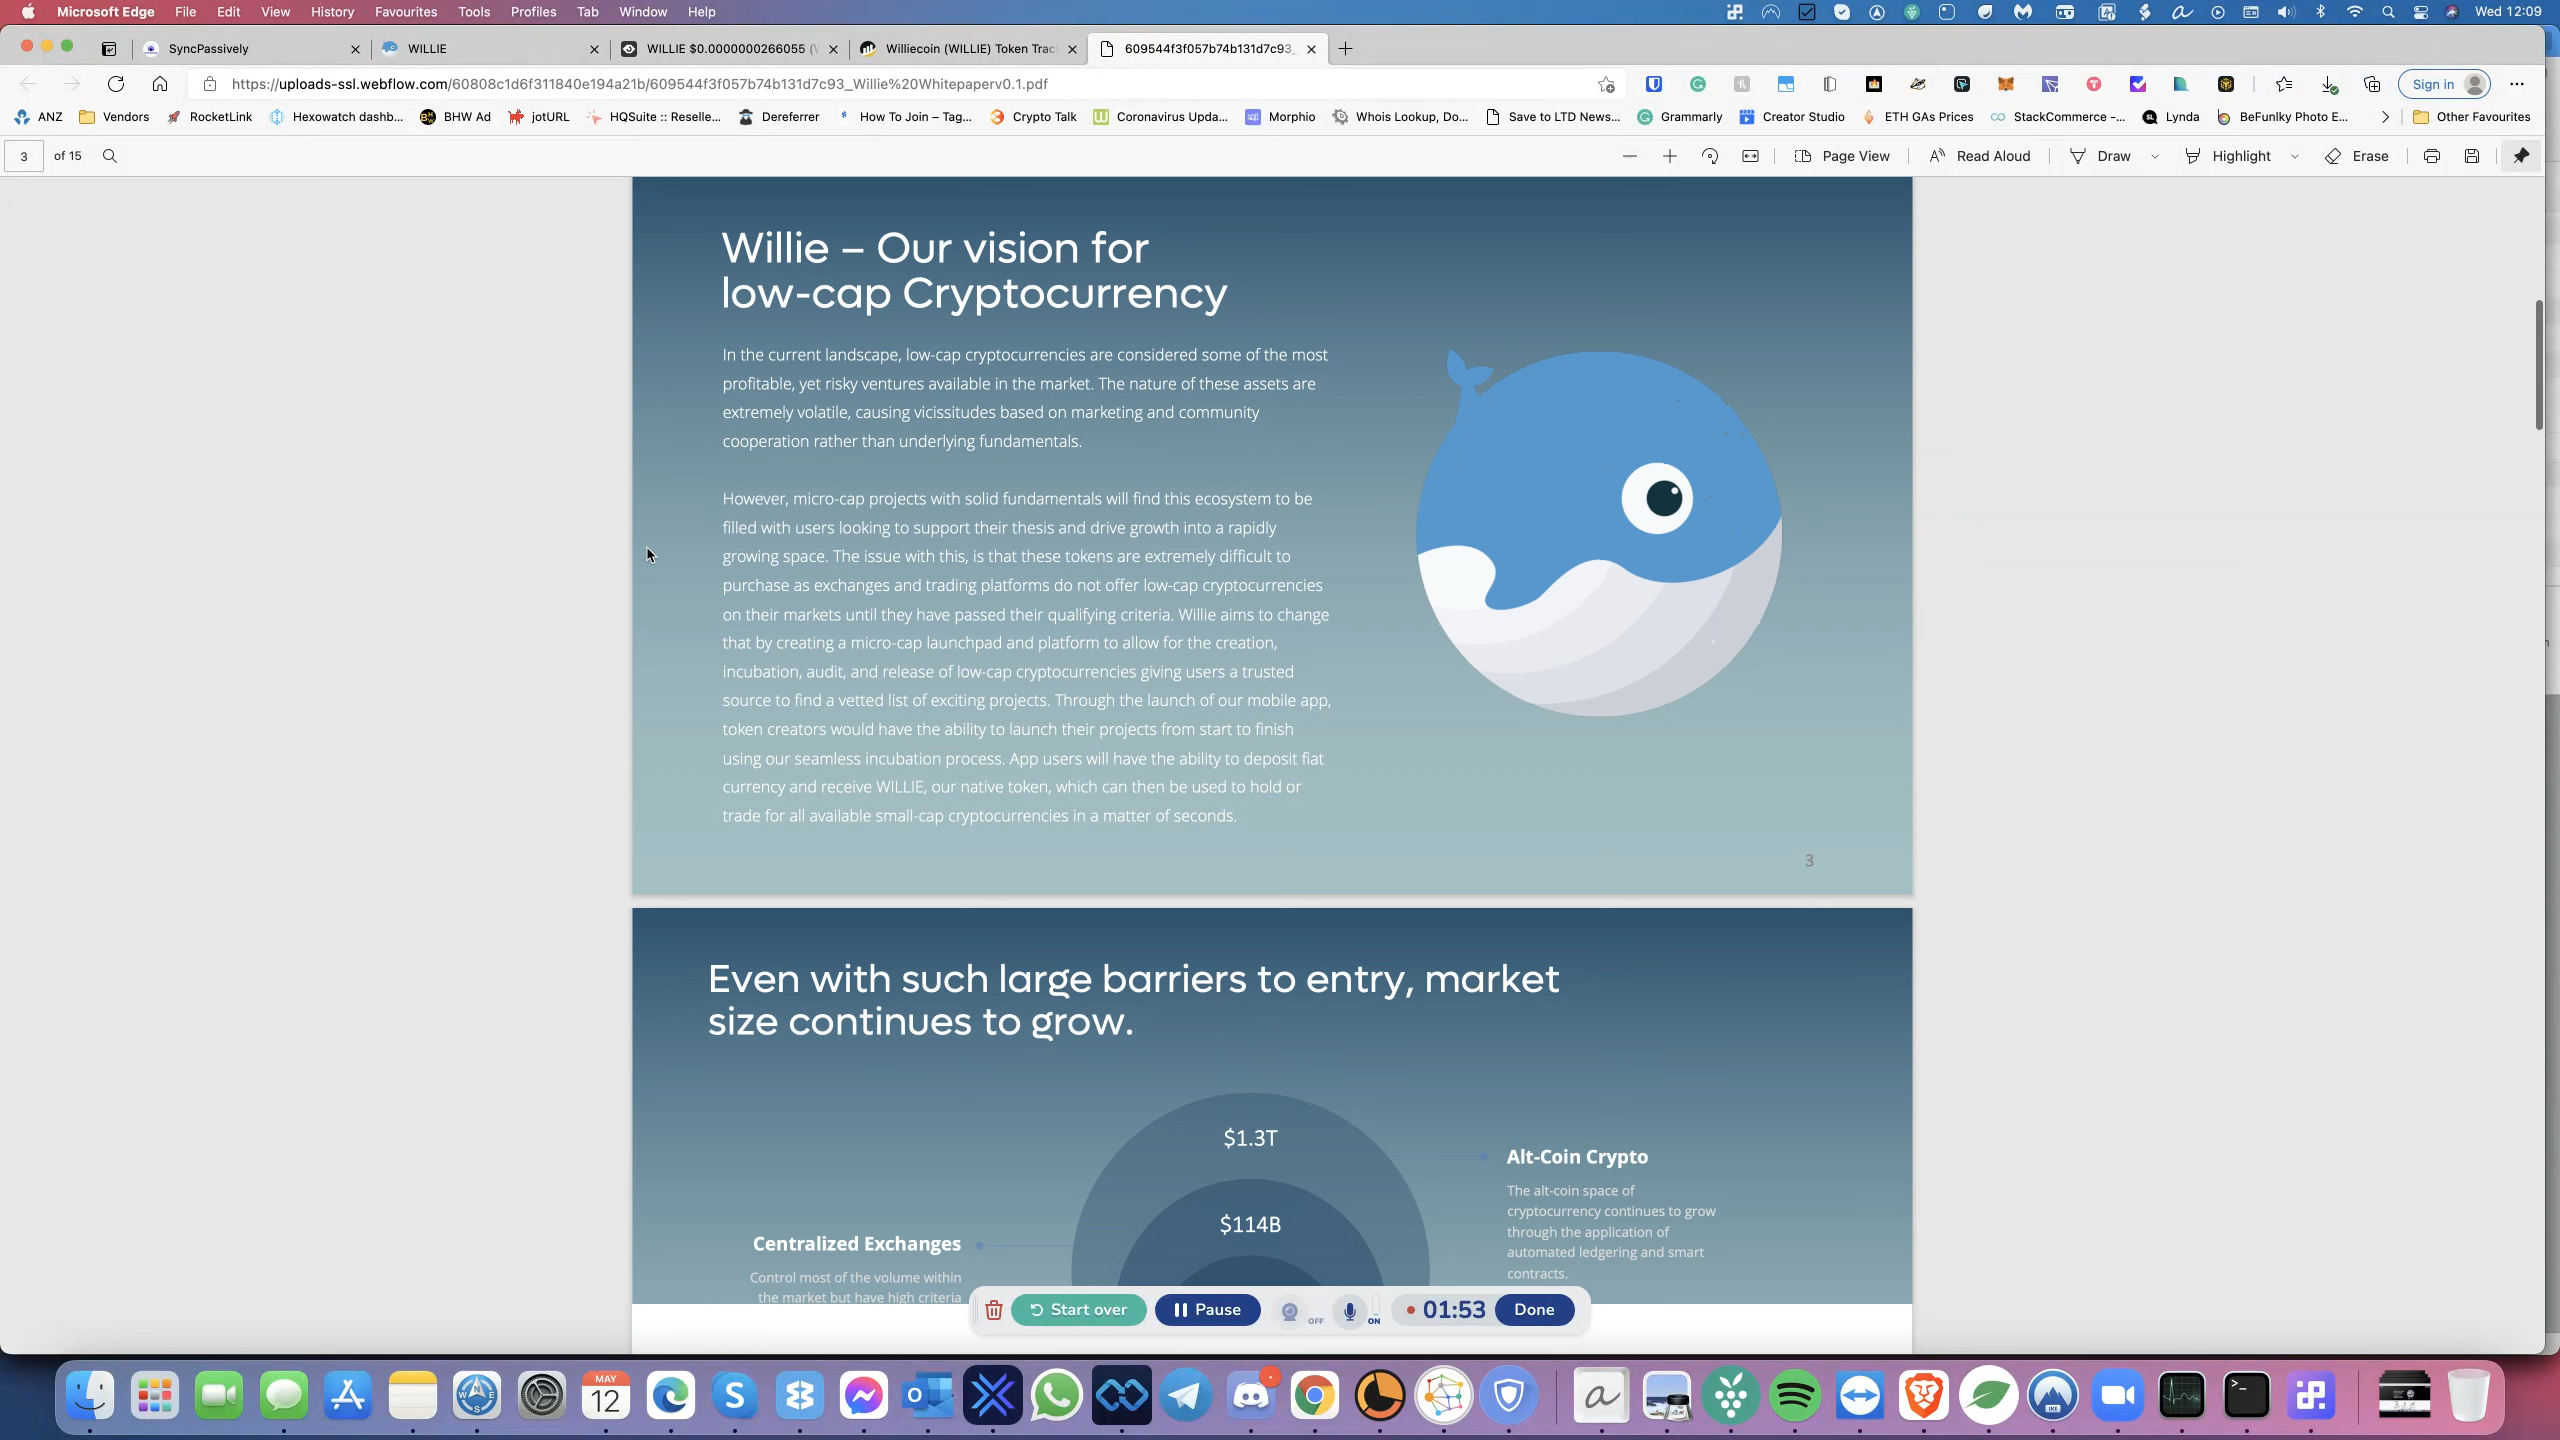 Microsoft Edge File Edit View History Favourites Tools Profiles Tab Window Help Wed 12:09
SyncPassively WILLIE WILLIE $0.0000000266055 Williecoin (WILLIE) Token Trac 609544f3f057b74b131d7c93_
https://uploads-ssl.webflow.com/60808c1d6f311840e194a21b/609544f3f057b74b131d7c93_Willie%20Whitepaperv0.1.pdf Sign in
ANZ Vendors RocketLink Hexowatch dashb... BHW Ad jotURL HQSuite :: Reselle... Dereferrer How To Join – Tag... Crypto Talk Coronavirus Upda... Morphio Whois Lookup, Do... Save to LTD News... Grammarly Creator Studio ETH GAs Prices StackCommerce -... Lynda BeFunlky Photo E... Other Favourites
3 of 15 Page View Read Aloud Draw Highlight Erase
Willie – Our vision for
low-cap Cryptocurrency
In the current landscape, low-cap cryptocurrencies are considered some of the most
profitable, yet risky ventures available in the market. The nature of these assets are
extremely volatile, causing vicissitudes based on marketing and community
cooperation rather than underlying fundamentals.
However, micro-cap projects with solid fundamentals will find this ecosystem to be
filled with users looking to support their thesis and drive growth into a rapidly
growing space. The issue with this, is that these tokens are extremely difficult to
purchase as exchanges and trading platforms do not offer low-cap cryptocurrencies
on their markets until they have passed their qualifying criteria. Willie aims to change
that by creating a micro-cap launchpad and platform to allow for the creation,
incubation, audit, and release of low-cap cryptocurrencies giving users a trusted
source to find a vetted list of exciting projects. Through the launch of our mobile app,
token creators would have the ability to launch their projects from start to finish
using our seamless incubation process. App users will have the ability to deposit fiat
currency and receive WILLIE, our native token, which can then be used to hold or
trade for all available small-cap cryptocurrencies in a matter of seconds.
3
Even with such large barriers to entry, market
size continues to grow.
$1.3T
Alt-Coin Crypto
The alt-coin space of
cryptocurrency continues to grow
through the application of
automated ledgering and smart
contracts.
$114B
Centralized Exchanges
Control most of the volume within
the market but have high criteria
Start over Pause OFF ON 01:53 Done
MAY
12